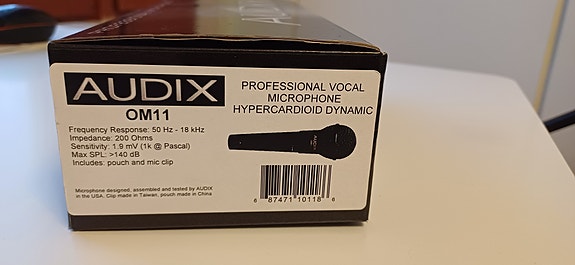 AUDIX
AUDIX
OM11
PROFESSIONAL VOCAL
MICROPHONE
HYPERCARDIOID DYNAMIC
Frequency Response: 50 Hz - 18 kHz
Impedance: 200 Ohms
Sensitivity: 1.9 mV (1k @ Pascal)
Max SPL: >140 dB
Includes: pouch and mic clip
AUDIX
Microphone designed, assembled and tested by AUDIX
in the USA. Clip made in Taiwan, pouch made in China
6 87471 10118 6